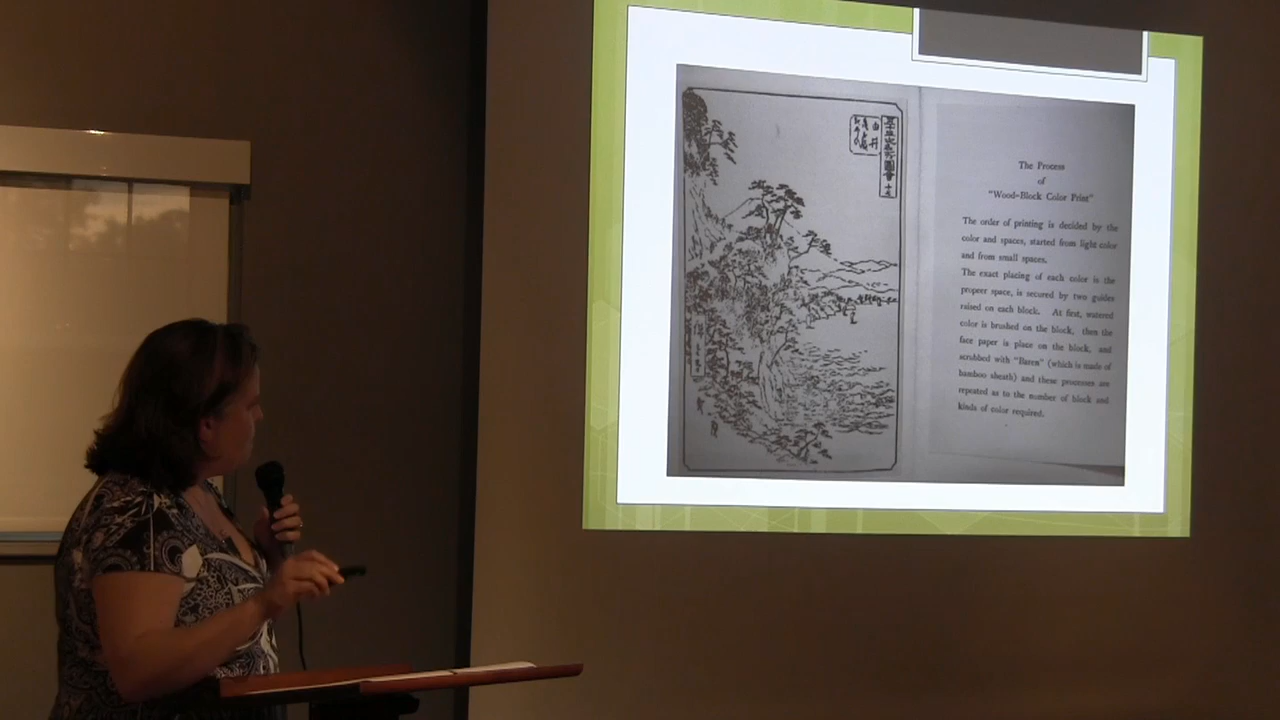 由井
The Process
of
"Wood-Block Color Print"
The order of printing is decided by the
color and spaces, started from light color
and from small spaces.
The exact plazing of each color is the
propeer space, is secured by two guides
raised on each block. At first, watered
color is brushed on the block, then the
face paper is place on the block, and
scrubbed with "Baren" (which is made of
bamboo sheath) and these processes are
repeated as to the number of block and
kinds of color required.